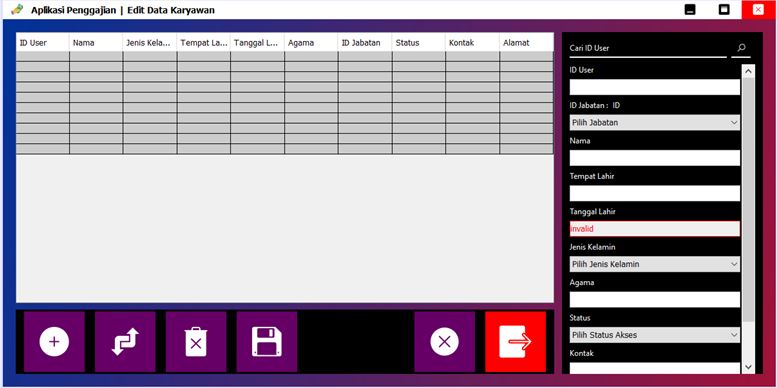 Aplikasi Penggajian | Edit Data Karyawan
ID User Nama Jenis Kela... Tempat La... Tanggal L... Agama ID Jabatan Status Kontak Alamat
Cari ID User
ID User
ID Jabatan : ID
Pilih Jabatan
Nama
Tempat Lahir
Tanggal Lahir
invalid
Jenis Kelamin
Pilih Jenis Kelamin
Agama
Status
Pilih Status Akses
Kontak